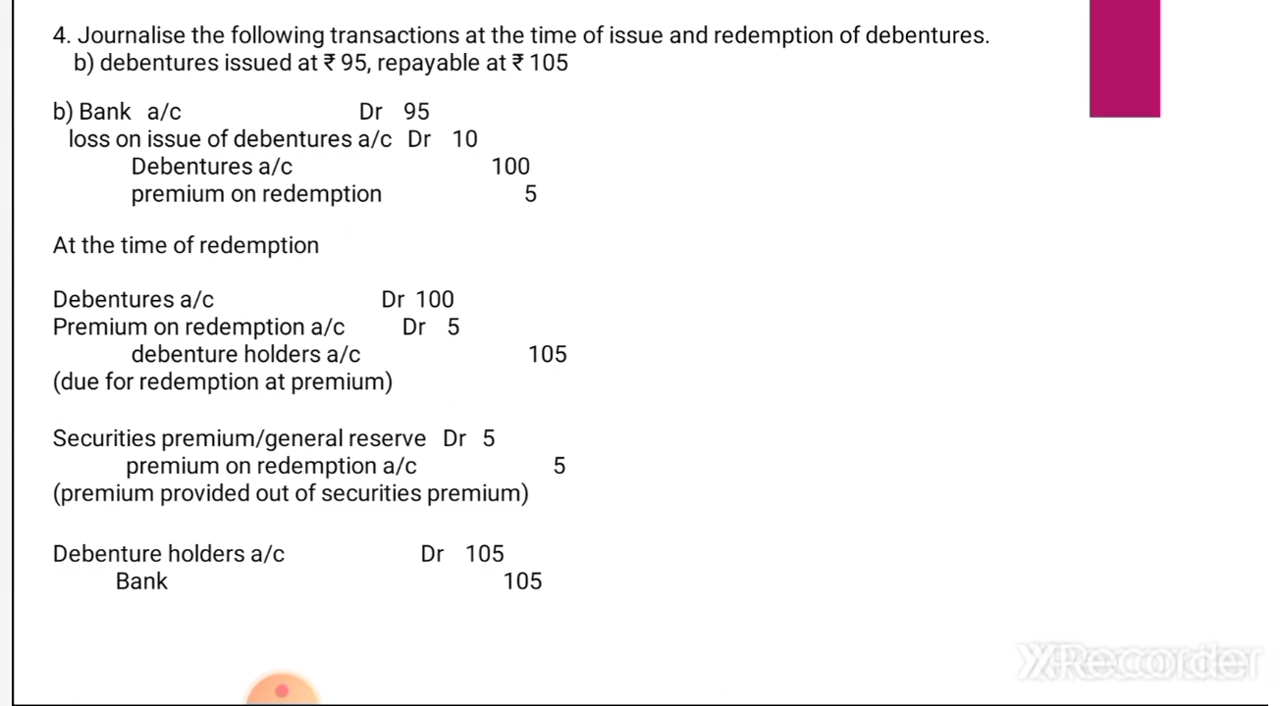 4. Journalise the following transactions at the time of issue and redemption of debentures.
b) debentures issued at ₹ 95, repayable at ₹ 105
b) Bank a/c Dr 95
loss on issue of debentures a/c Dr 10
Debentures a/c 100
premium on redemption 5
At the time of redemption
Debentures a/c Dr 100
Premium on redemption a/c Dr 5
debenture holders a/c 105
(due for redemption at premium)
Securities premium/general reserve Dr 5
premium on redemption a/c 5
(premium provided out of securities premium)
Debenture holders a/c Dr 105
Bank 105
XRecorder